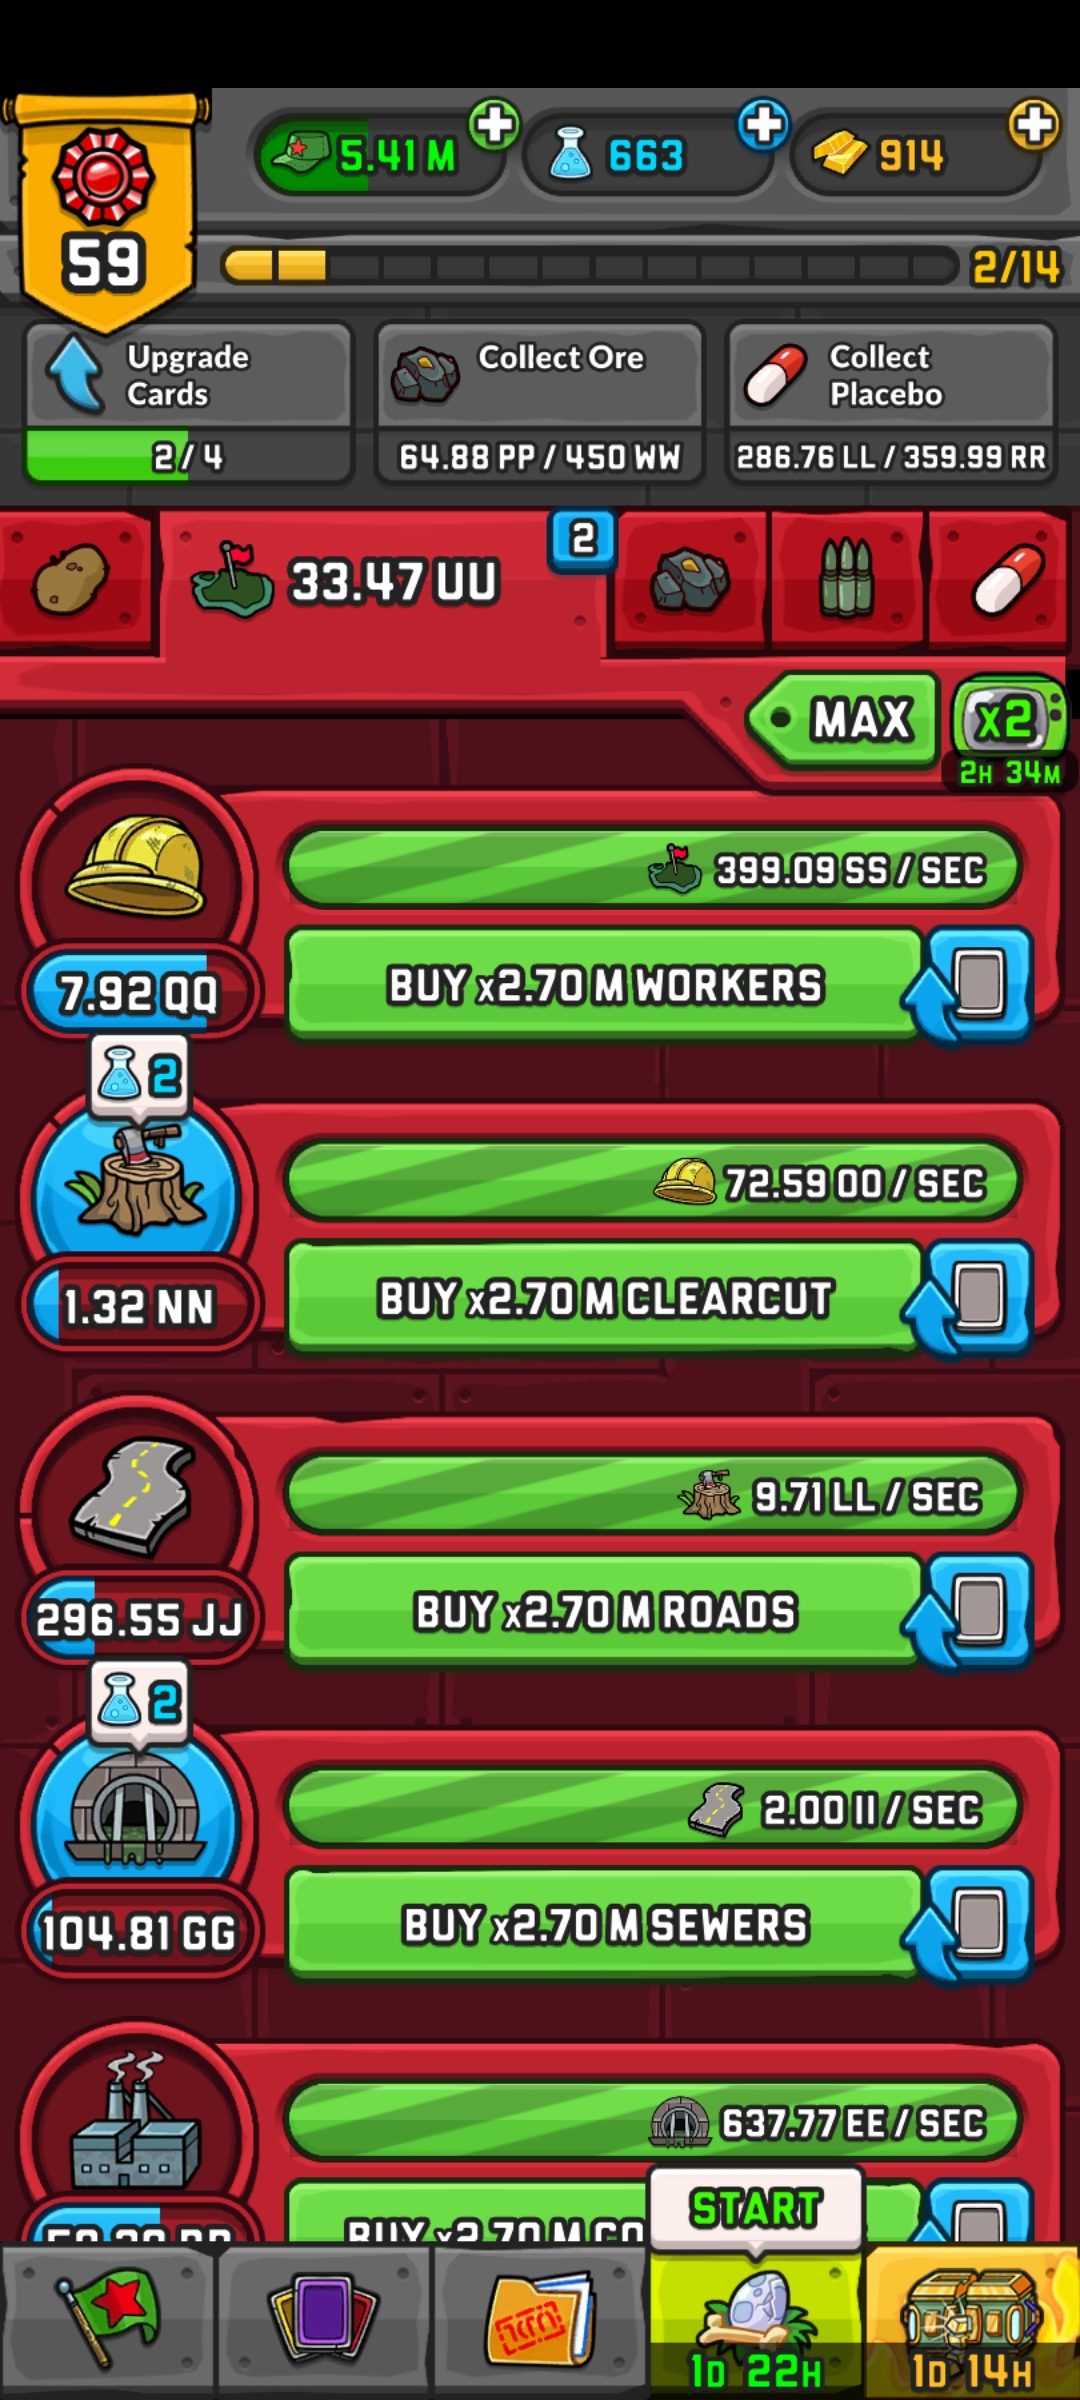 5.41 M
663
914
59
2/14
Upgrade
Cards
2/4
Collect Ore
64.88 PP / 450 WW
Collect
Placebo
286.76 LL / 359.99 RR
33.47 UU
2
MAX
x2
2H 34M
399.09 SS / SEC
7.92 QQ
BUY x2.70 M WORKERS
2
72.59 OO / SEC
1.32 NN
BUY x2.70 M CLEARCUT
9.71 LL / SEC
296.55 JJ
BUY x2.70 M ROADS
2
2.00 II / SEC
104.81 GG
BUY x2.70 M SEWERS
637.77 EE / SEC
BUY x2.70 M CO
START
1D 22H
1D 14H